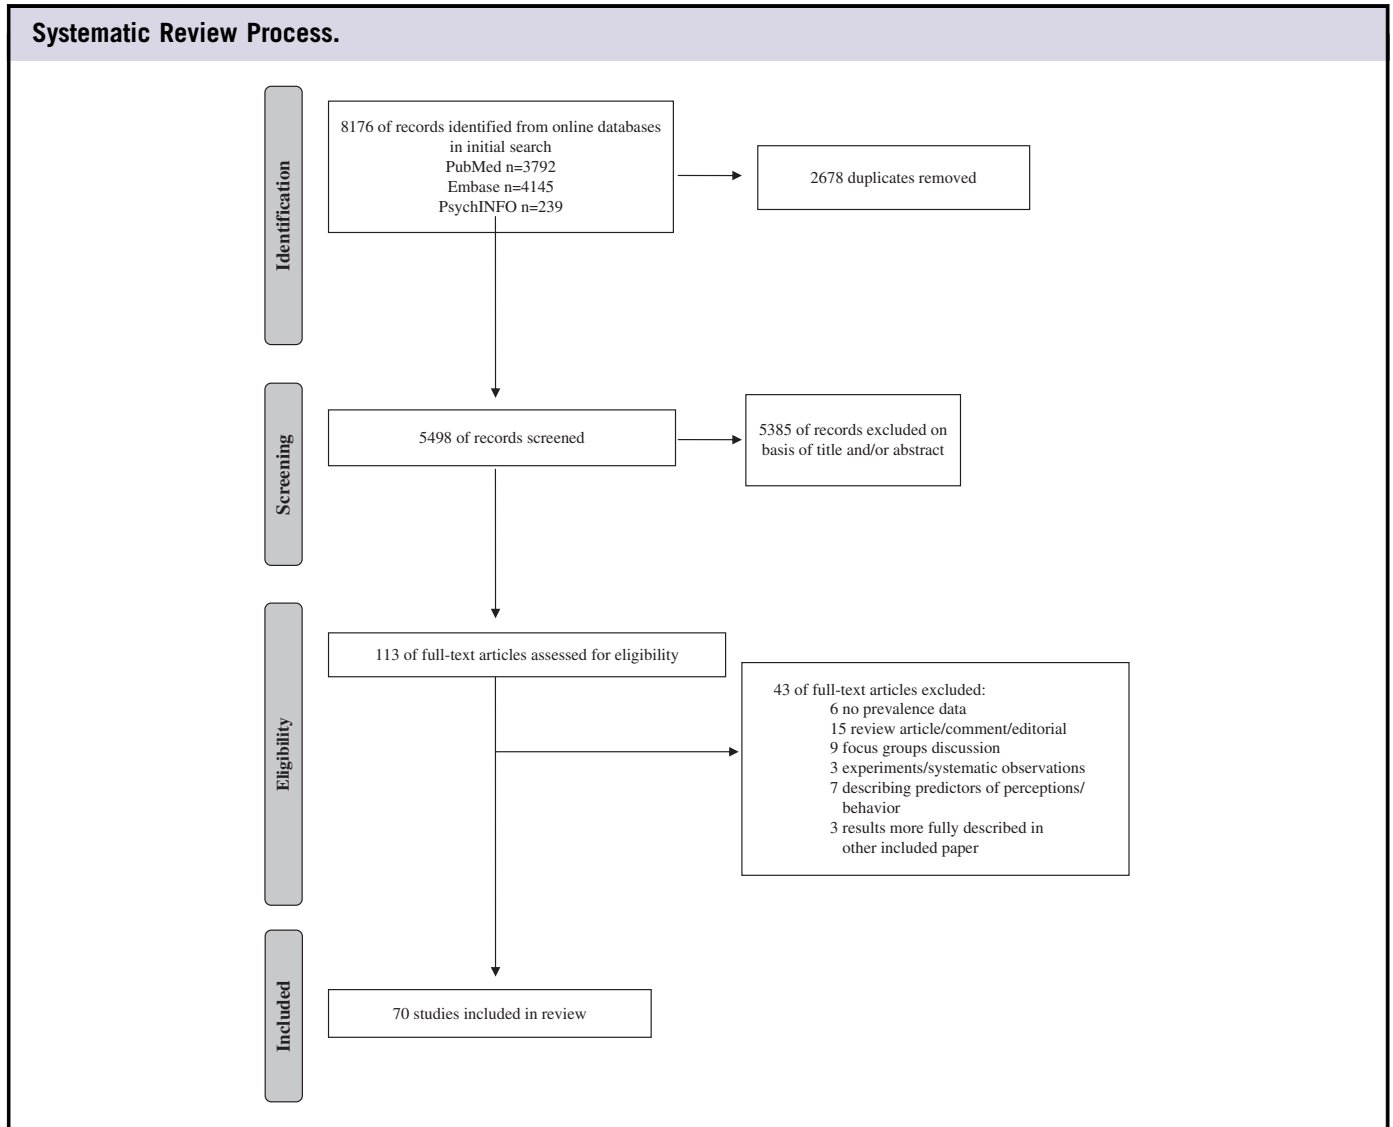 Systematic Review Process.
Identification
8176 of records identified from online databases
in initial search
PubMed n=3792
Embase n=4145
PsychINFO n=239
2678 duplicates removed
Screening
5498 of records screened
5385 of records excluded on
basis of title and/or abstract
Eligibility
113 of full-text articles assessed for eligibility
43 of full-text articles excluded:
6 no prevalence data
15 review article/comment/editorial
9 focus groups discussion
3 experiments/systematic observations
7 describing predictors of perceptions/
behavior
3 results more fully described in
other included paper
Included
70 studies included in review